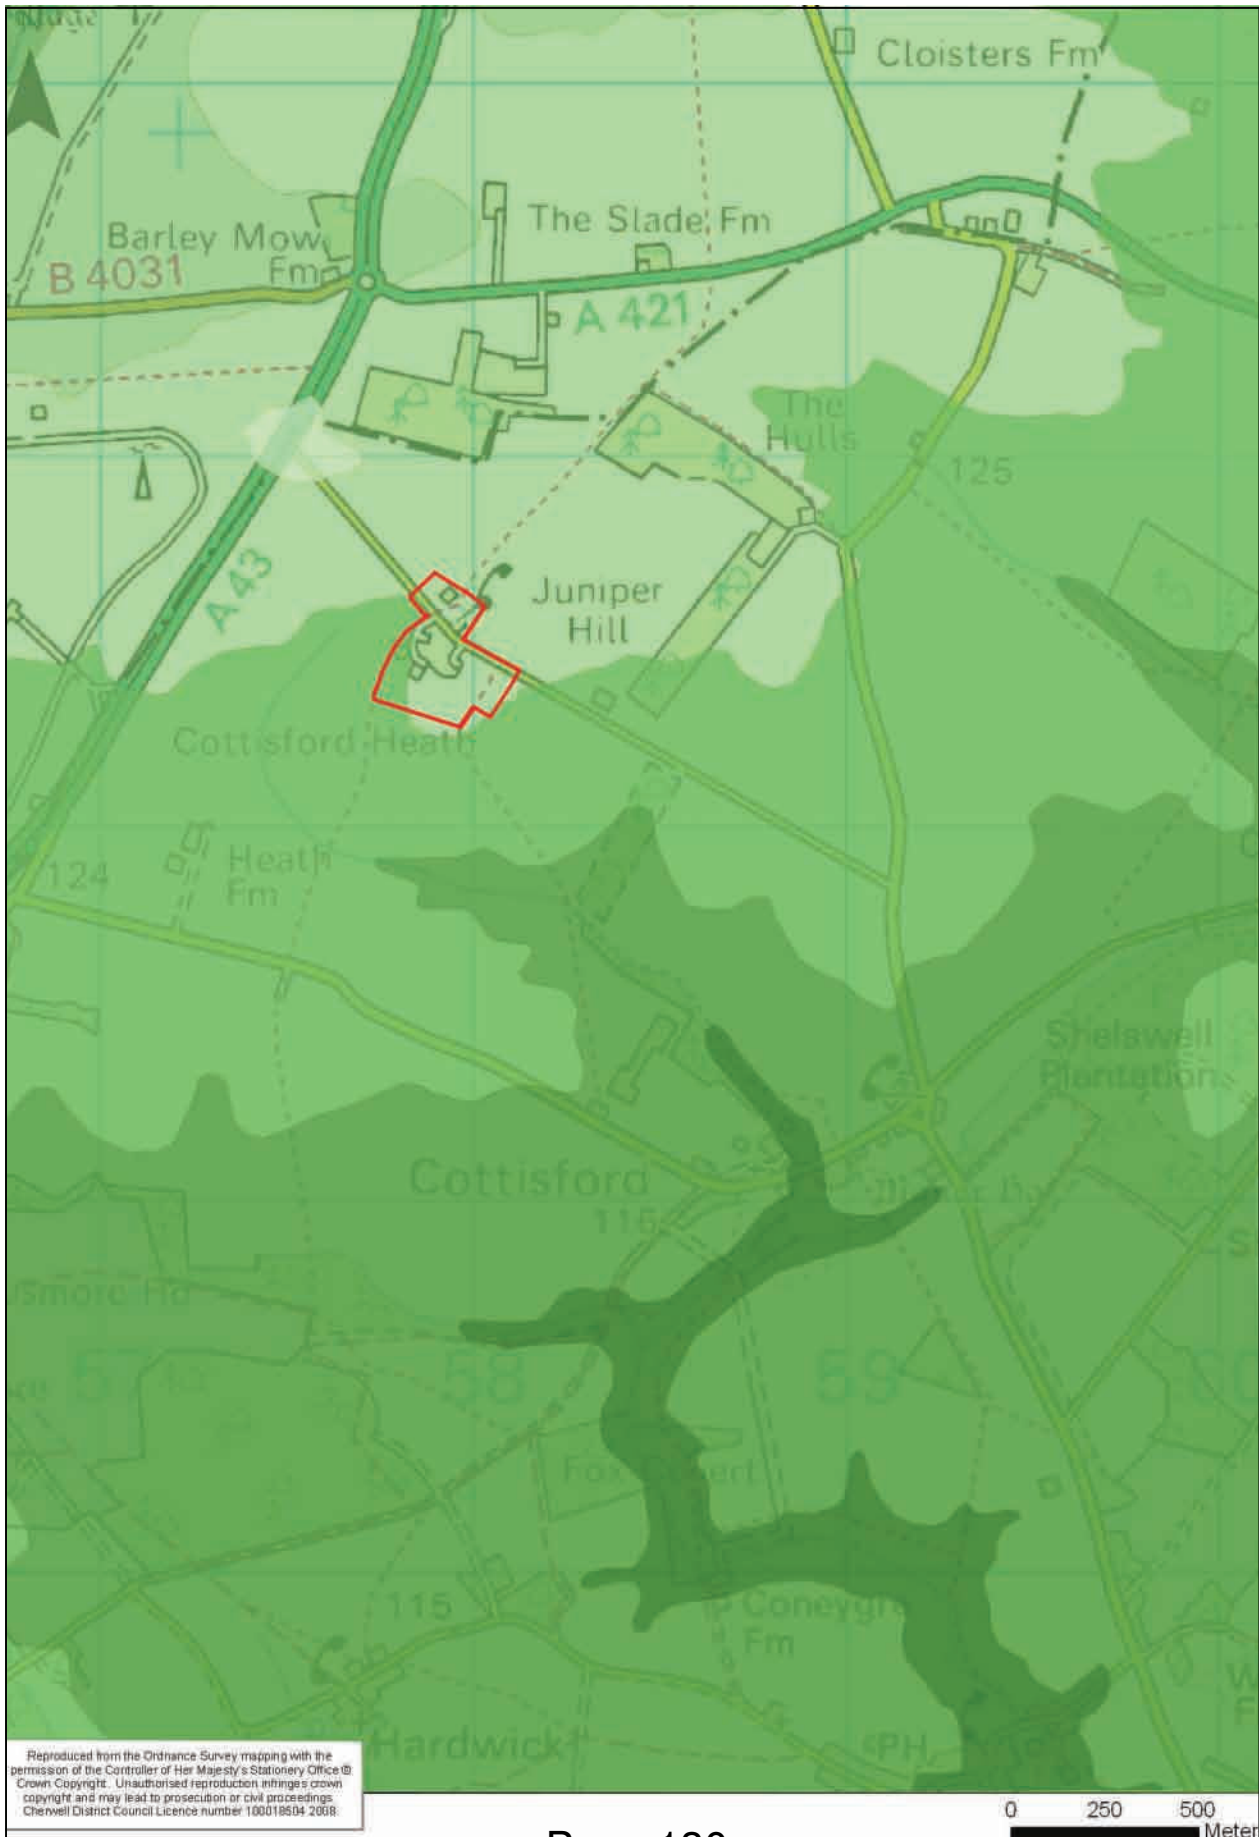 Cloisters Fm
The Slade Fm
Barley Mow
Fm
B 4031
A 421
The
Hulls
125
A 43
Juniper
Hill
Cottisford Heath
124
Heath
Fm
Shelswell
Plantation
Cottisford
115
57
58
59
60
115
Coneygre
Fm
Hardwick
PH
Reproduced from the Ordnance Survey mapping with the
permission of the Controller of Her Majesty's Stationery Office ©
Crown Copyright. Unauthorised reproduction infringes crown
copyright and may lead to prosecution or civil proceedings
Cherwell District Council Licence number 100018504 2008
0 250 500
Meter